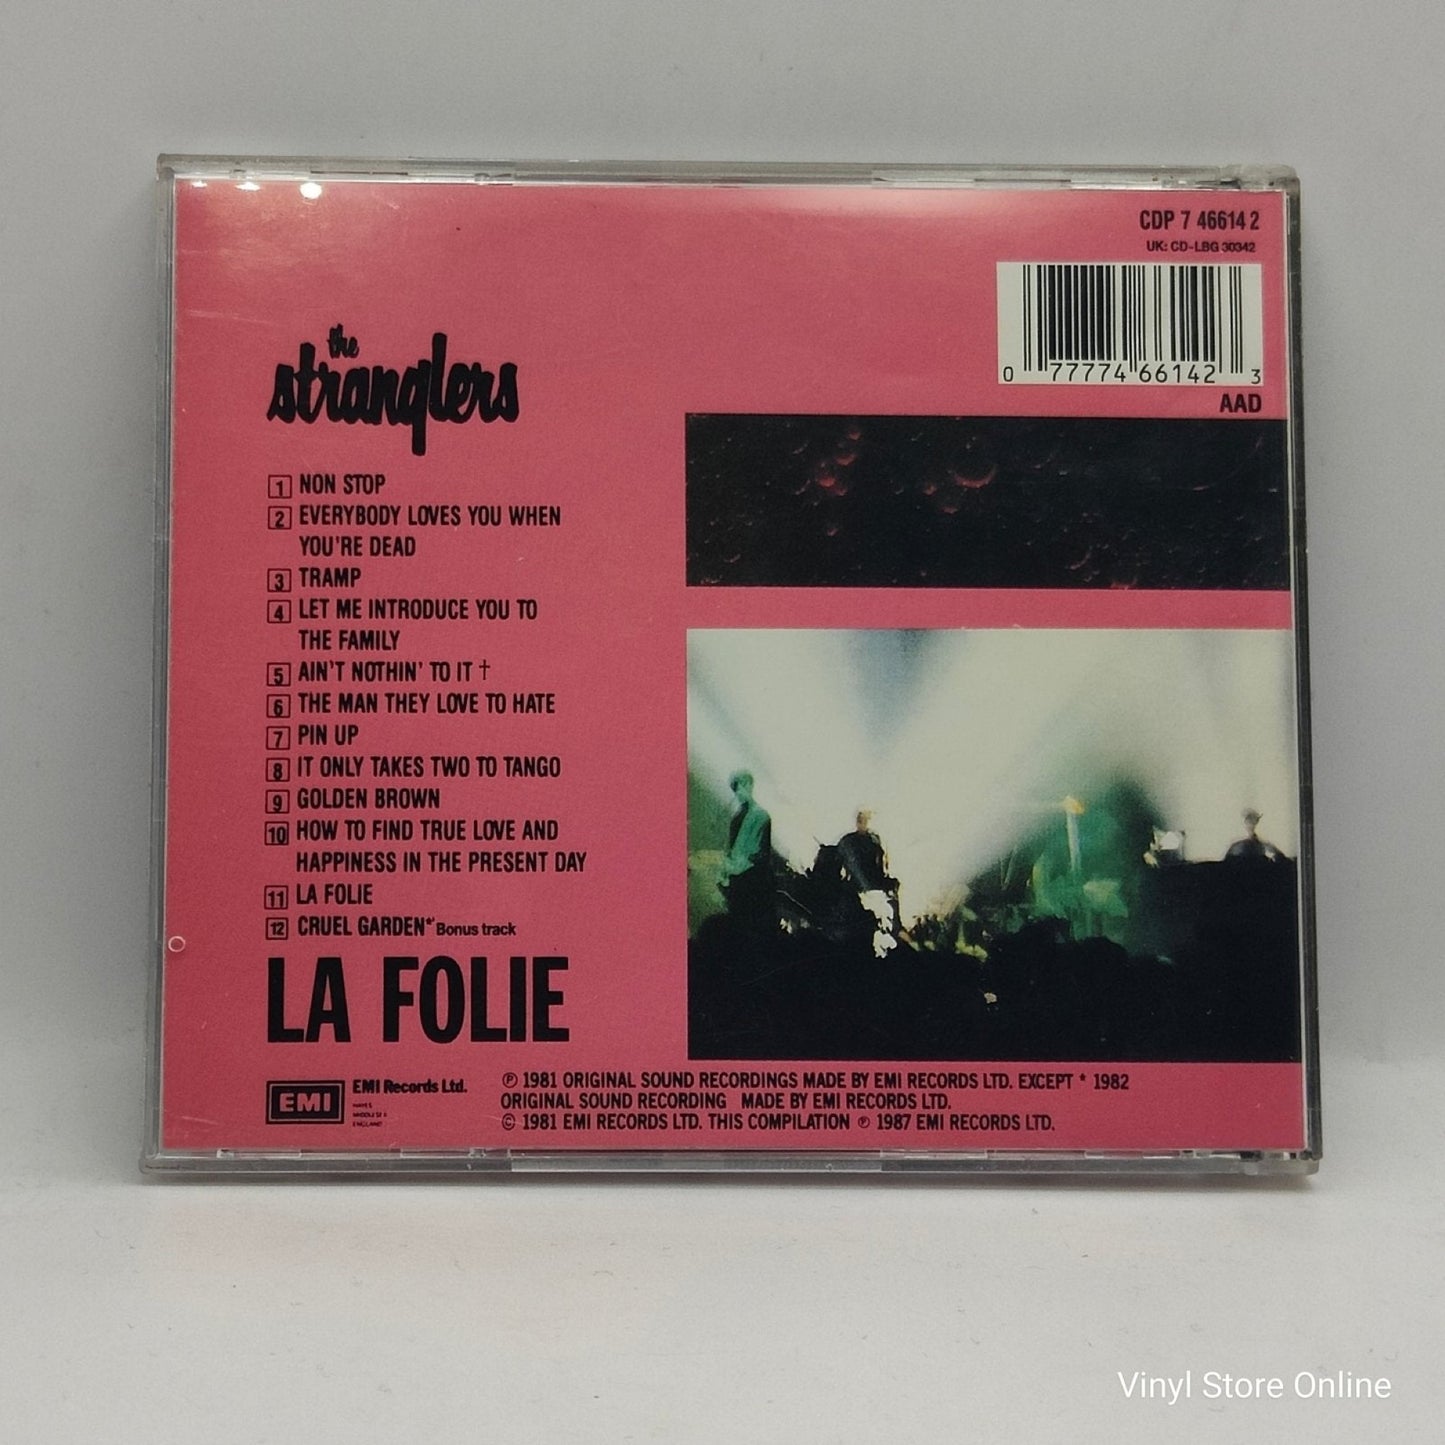 CDP 7 46614 2
UK: CD-LBG 30342
0 77774 66142 3
AAD
the
stranglers
1 NON STOP
2 EVERYBODY LOVES YOU WHEN
YOU'RE DEAD
3 TRAMP
4 LET ME INTRODUCE YOU TO
THE FAMILY
5 AIN'T NOTHIN' TO IT †
6 THE MAN THEY LOVE TO HATE
7 PIN UP
8 IT ONLY TAKES TWO TO TANGO
9 GOLDEN BROWN
10 HOW TO FIND TRUE LOVE AND
HAPPINESS IN THE PRESENT DAY
11 LA FOLIE
12 CRUEL GARDEN* Bonus track
LA FOLIE
EMI
EMI Records Ltd.
HAYES
ENGLAND
℗ 1981 ORIGINAL SOUND RECORDINGS MADE BY EMI RECORDS LTD. EXCEPT * 1982
ORIGINAL SOUND RECORDING MADE BY EMI RECORDS LTD.
© 1981 EMI RECORDS LTD. THIS COMPILATION ℗ 1987 EMI RECORDS LTD.
Vinyl Store Online